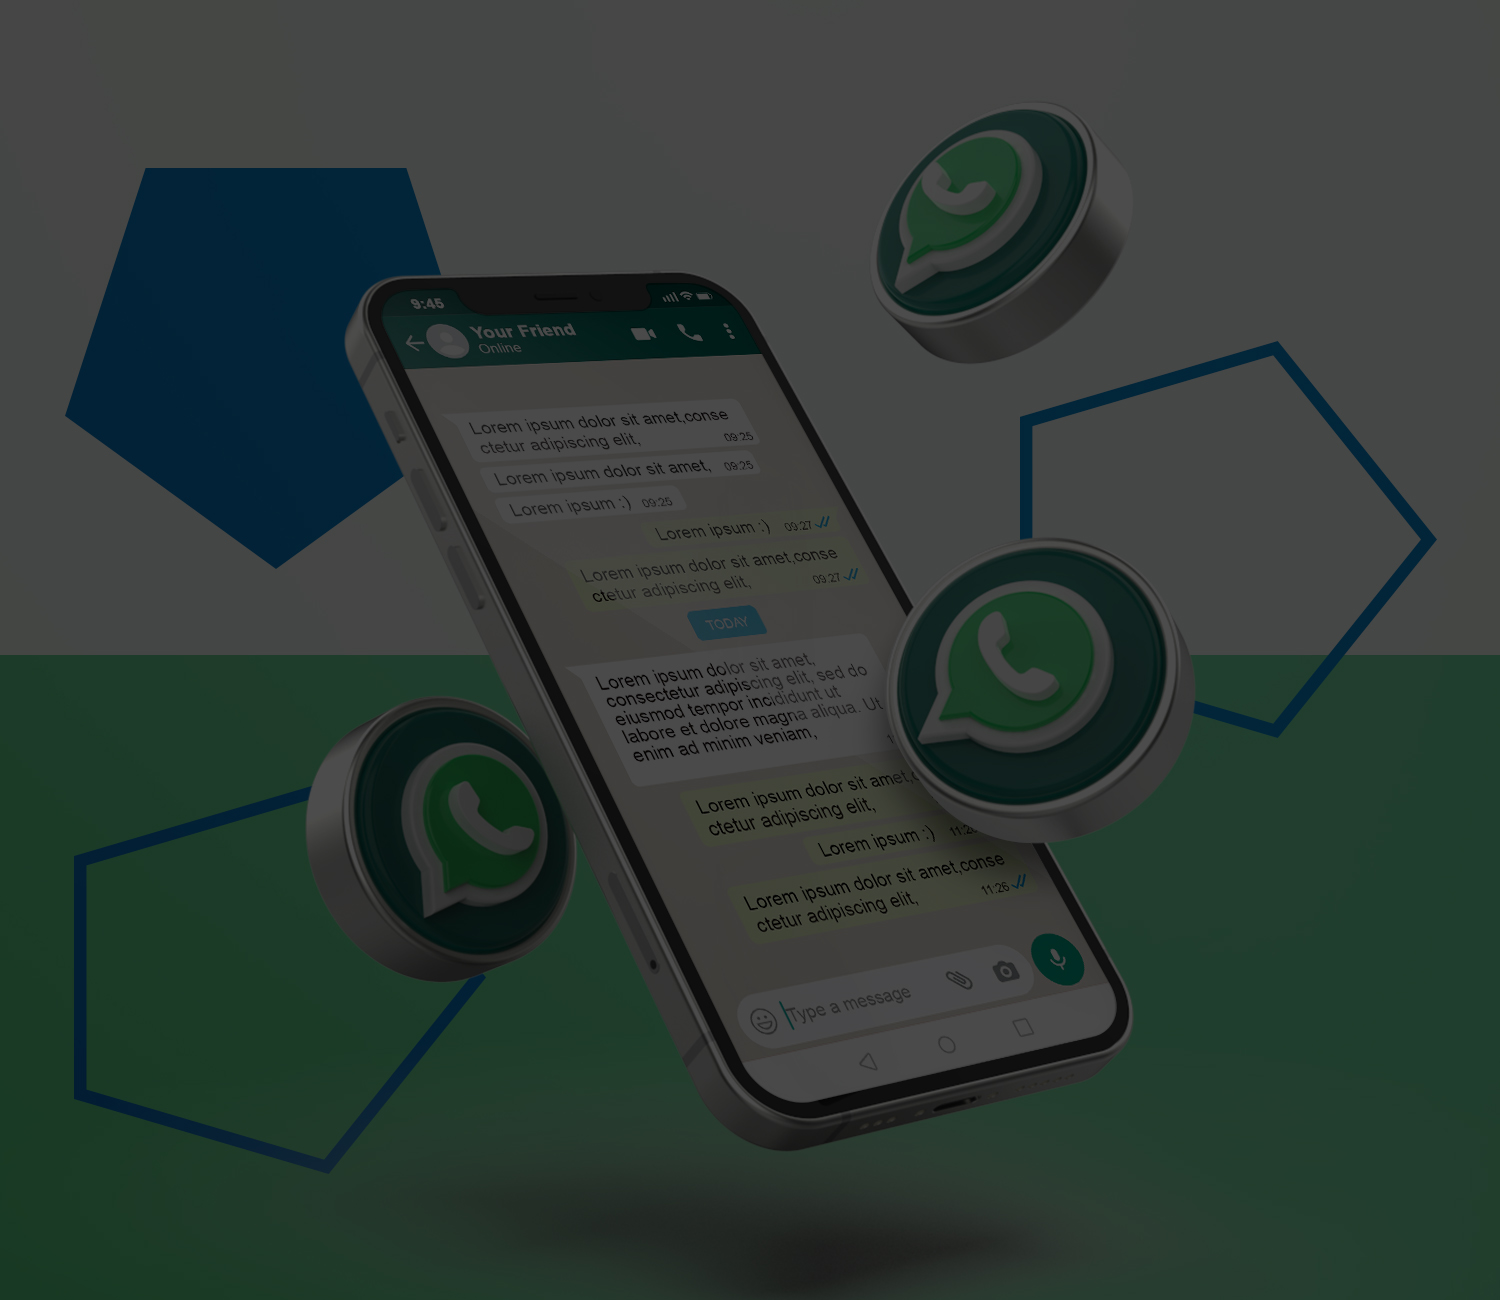 9:45
Your Friend
Online
Lorem ipsum dolor sit amet,conse
ctetur adipiscing elit,
09:25
Lorem ipsum dolor sit amet,
09:25
Lorem ipsum :)
09:25
Lorem ipsum :)
09:27
Lorem ipsum dolor sit amet,conse
ctetur adipiscing elit,
09:27
TODAY
Lorem ipsum dolor sit amet,
consectetur adipiscing elit, sed do
eiusmod tempor incididunt ut
labore et dolore magna aliqua. Ut
enim ad minim veniam,
Lorem ipsum dolor sit amet,
ctetur adipiscing elit,
Lorem ipsum :)
Lorem ipsum dolor sit amet,conse
ctetur adipiscing elit,
11:26
Type a message